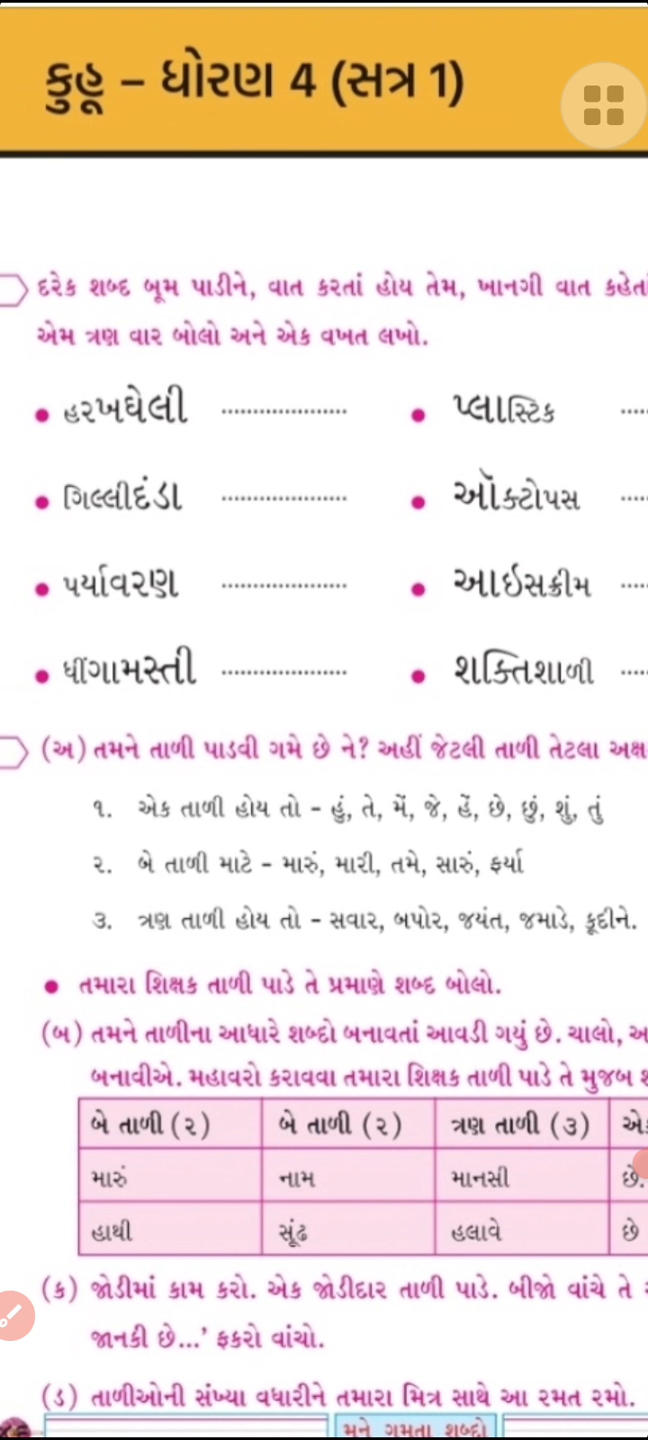 કુહૂ – ધોરણ 4 (સત્ર 1)
દરેક શબ્દ બૂમ પાડીને, વાત કરતાં હોય તેમ, ખાનગી વાત
એમ ત્રણ વાર બોલો અને એક વખત લખો.
• હરખઘેલી .................... • પ્લાસ્ટિક ....
• ગિલ્લીદંડા .................... • ઑક્ટોપસ ....
• પર્યાવરણ .................... • આઇસક્રીમ ....
• ધીંગામસ્તી .................... • શક્તિશાળી ....
(અ) તમને તાળી પાડવી ગમે છે ને? અહીં જેટલી તાળી તેટલા
૧. એક તાળી હોય તો – હું, તે, મેં, જે, હેં, છે, છું, શું, તું
૨. બે તાળી માટે – મારું, મારી, તમે, સારું, ફર્યા
૩. ત્રણ તાળી હોય તો – સવાર, બપોર, જયંત, જમાડે, કૂદીને.
• તમારા શિક્ષક તાળી પાડે તે પ્રમાણે શબ્દ બોલો.
(બ) તમને તાળીના આધારે શબ્દો બનાવતાં આવડી ગયું છે. ચાલો,
બનાવીએ. મહાવરો કરાવવા તમારા શિક્ષક તાળી પાડે તે મુજબ
બે તાળી (૨) બે તાળી (૨) ત્રણ તાળી (૩)
મારું નામ માનસી છે.
હાથી સૂંઢ હલાવે છે
(ક) જોડીમાં કામ કરો. એક જોડીદાર તાળી પાડે. બીજો વાંચે તે
જાનકી છે...’ ફકરો વાંચો.
(ડ) તાળીઓની સંખ્યા વધારીને તમારા મિત્ર સાથે આ રમત રમો.
મને ગમતા શબ્દો